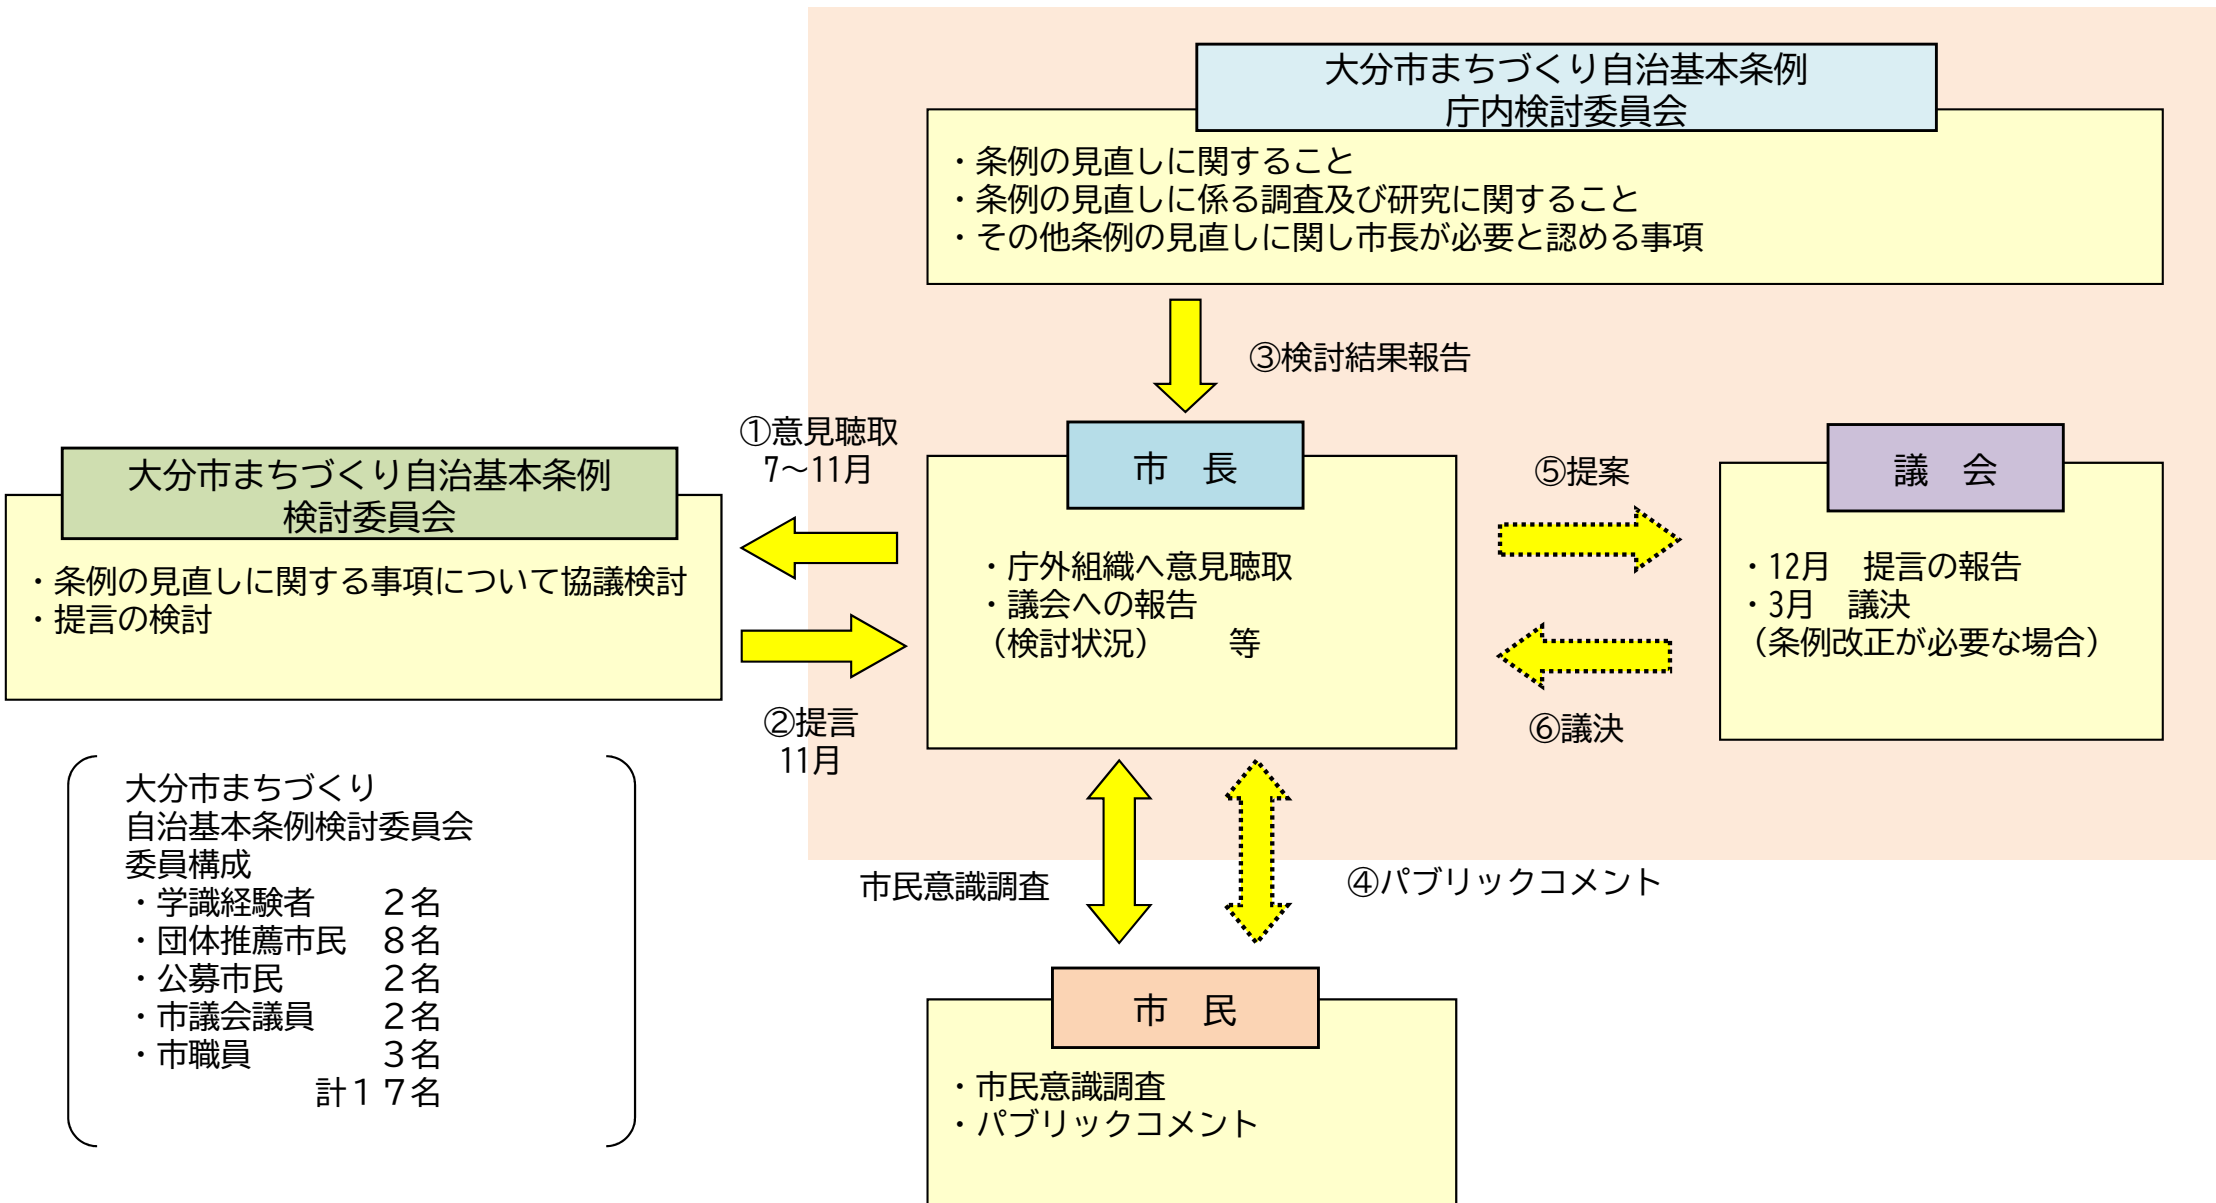 大分市まちづくり自治基本条例
庁内検討委員会
・条例の見直しに関すること
・条例の見直しに係る調査及び研究に関すること
・その他条例の見直しに関し市長が必要と認める事項
③検討結果報告
①意見聴取
7～11月
大分市まちづくり自治基本条例
検討委員会
・条例の見直しに関する事項について協議検討
・提言の検討
②提言
11月
市　長
・庁外組織へ意見聴取
・議会への報告
（検討状況）　　等
⑤提案
⑥議決
議　会
・12月　提言の報告
・3月　議決
（条例改正が必要な場合）
大分市まちづくり
自治基本条例検討委員会
委員構成
・学識経験者　　２名
・団体推薦市民　８名
・公募市民　　　２名
・市議会議員　　２名
・市職員　　　　３名
計１７名
市民意識調査
④パブリックコメント
市　民
・市民意識調査
・パブリックコメント